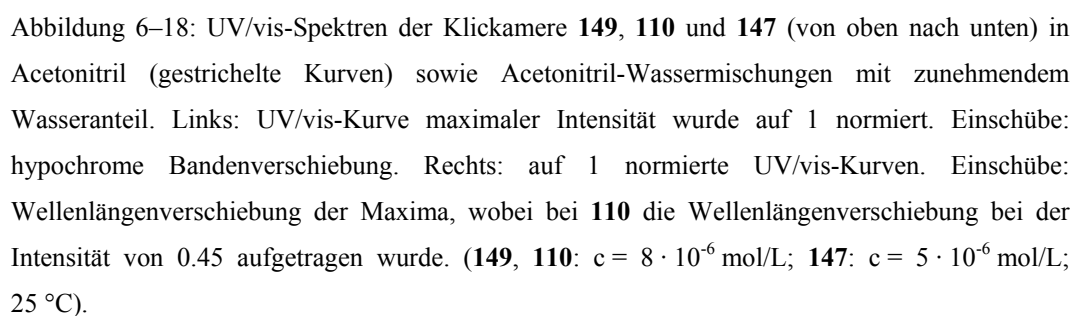 Abbildung 6–18: UV/vis-Spektren der Klickamere 149, 110 und 147 (von oben nach unten) in
Acetonitril (gestrichelte Kurven) sowie Acetonitril-Wassermischungen mit zunehmendem
Wasseranteil. Links: UV/vis-Kurve maximaler Intensität wurde auf 1 normiert. Einschübe:
hypochrome Bandenverschiebung. Rechts: auf 1 normierte UV/vis-Kurven. Einschübe:
Wellenlängenverschiebung der Maxima, wobei bei 110 die Wellenlängenverschiebung bei der
Intensität von 0.45 aufgetragen wurde. (149, 110: c = 8 · 10⁻⁶ mol/L; 147: c = 5 · 10⁻⁶ mol/L;
25 °C).